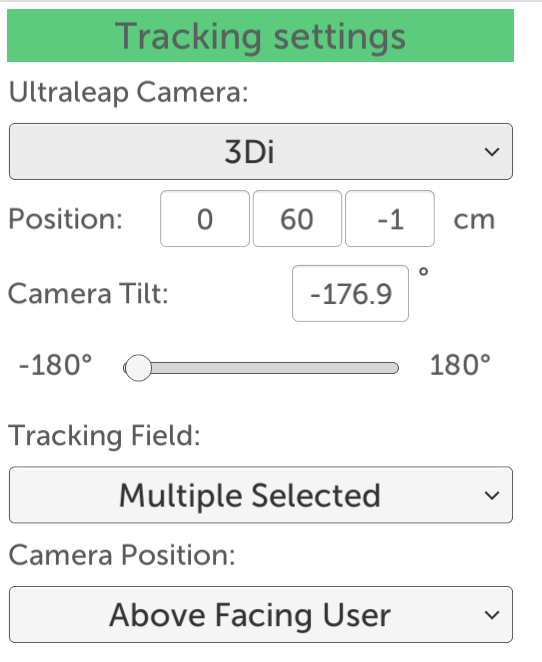 Tracking settings
Ultraleap Camera:
3Di
Position: 0 60 -1 cm
Camera Tilt: -176.9 °
-180° 180°
Tracking Field:
Multiple Selected
Camera Position:
Above Facing User